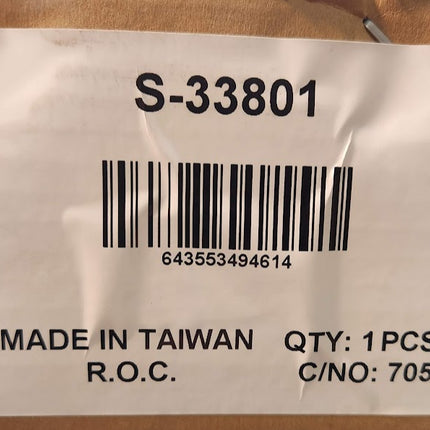 S-33801
643553494614
MADE IN TAIWAN QTY: 1PCS
R.O.C. C/NO: 705